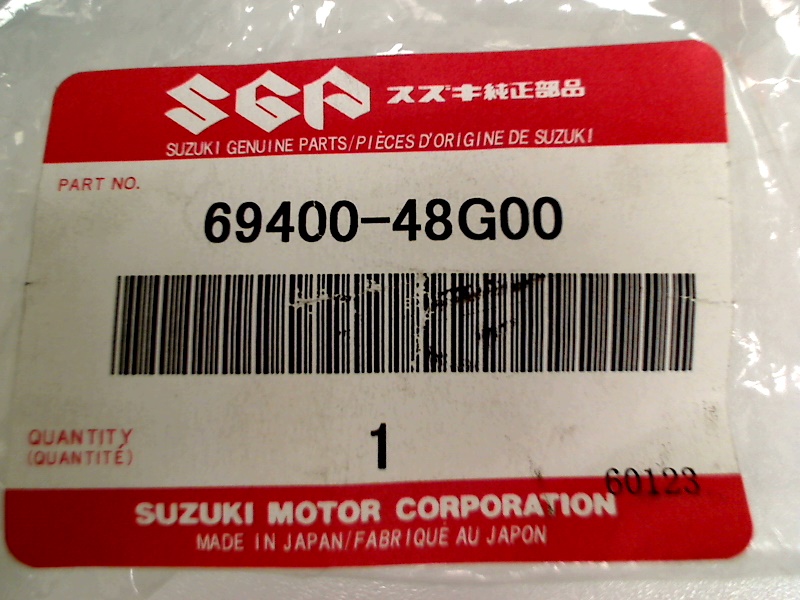 SGP スズキ純正部品
SUZUKI GENUINE PARTS/PIÈCES D'ORIGINE DE SUZUKI
PART NO.
69400-48G00
QUANTITY
(QUANTITÉ)
1
60123
SUZUKI MOTOR CORPORATION
MADE IN JAPAN/FABRIQUÉ AU JAPON